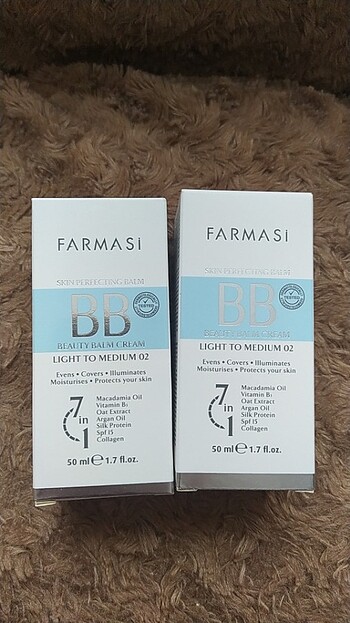 FARMASi
SKIN PERFECTING BALM
BB
BEAUTY BALM CREAM
LIGHT TO MEDIUM 02
Evens • Covers • Illuminates
Moisturises • Protects your skin
7 in 1
Macadamia Oil
Vitamin B₅
Oat Extract
Argan Oil
Silk Protein
Spf 15
Collagen
50 ml ℮ 1.7 fl.oz.
FARMASi
SKIN PERFECTING BALM
BB
TESTED
BEAUTY BALM CREAM
LIGHT TO MEDIUM 02
Evens • Covers • Illuminates
Moisturises • Protects your skin
7 in 1
Macadamia Oil
Vitamin B₅
Oat Extract
Argan Oil
Silk Protein
Spf 15
Collagen
50 ml ℮ 1.7 fl.oz.